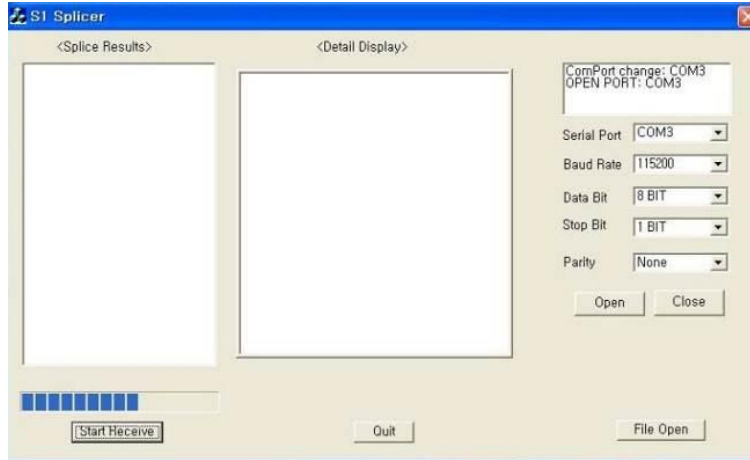 S1 Splicer
<Splice Results>
<Detail Display>
ComPort change: COM3
OPEN PORT: COM3
Serial Port COM3
Baud Rate 115200
Data Bit 8 BIT
Stop Bit 1 BIT
Parity None
Open Close
Start Receive Quit File Open